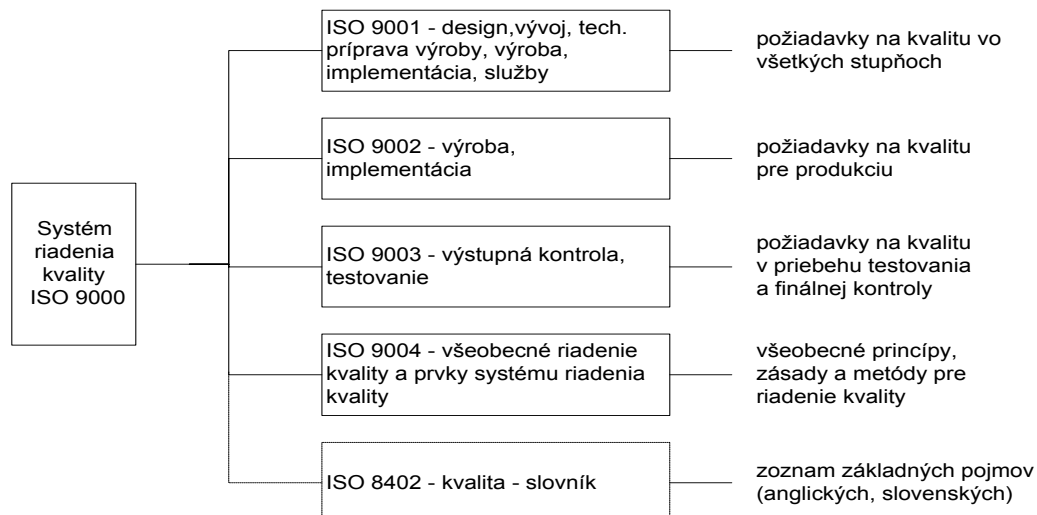 Systém
riadenia
kvality
ISO 9000
ISO 9001 - design,vývoj, tech.
príprava výroby, výroba,
implementácia, služby
požiadavky na kvalitu vo
všetkých stupňoch
ISO 9002 - výroba,
implementácia
požiadavky na kvalitu
pre produkciu
ISO 9003 - výstupná kontrola,
testovanie
požiadavky na kvalitu
v priebehu testovania
a finálnej kontroly
ISO 9004 - všeobecné riadenie
kvality a prvky systému riadenia
kvality
všeobecné princípy,
zásady a metódy pre
riadenie kvality
ISO 8402 - kvalita - slovník
zoznam základných pojmov
(anglických, slovenských)